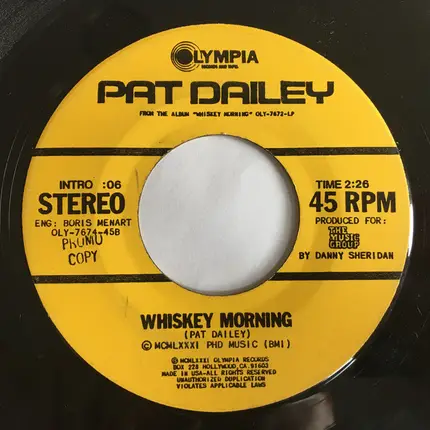 OLYMPIA
RECORDS AND TAPES
PAT DAILEY
FROM THE ALBUM "WHISKEY MORNING" OLY-7672-LP
INTRO :06
STEREO
ENG: BORIS MENART
OLY-7674-45B
PROMO
COPY
TIME 2:26
45 RPM
PRODUCED FOR:
THE
MUSIC
GROUP
BY DANNY SHERIDAN
WHISKEY MORNING
(PAT DAILEY)
© MCMLXXXI PHD MUSIC (BMI)
℗ MCMLXXXI OLYMPIA RECORDS
BOX 228 HOLLYWOOD, CA. 91603
MADE IN USA-ALL RIGHTS RESERVED
UNAUTHORIZED DUPLICATION
VIOLATES APPLICABLE LAWS